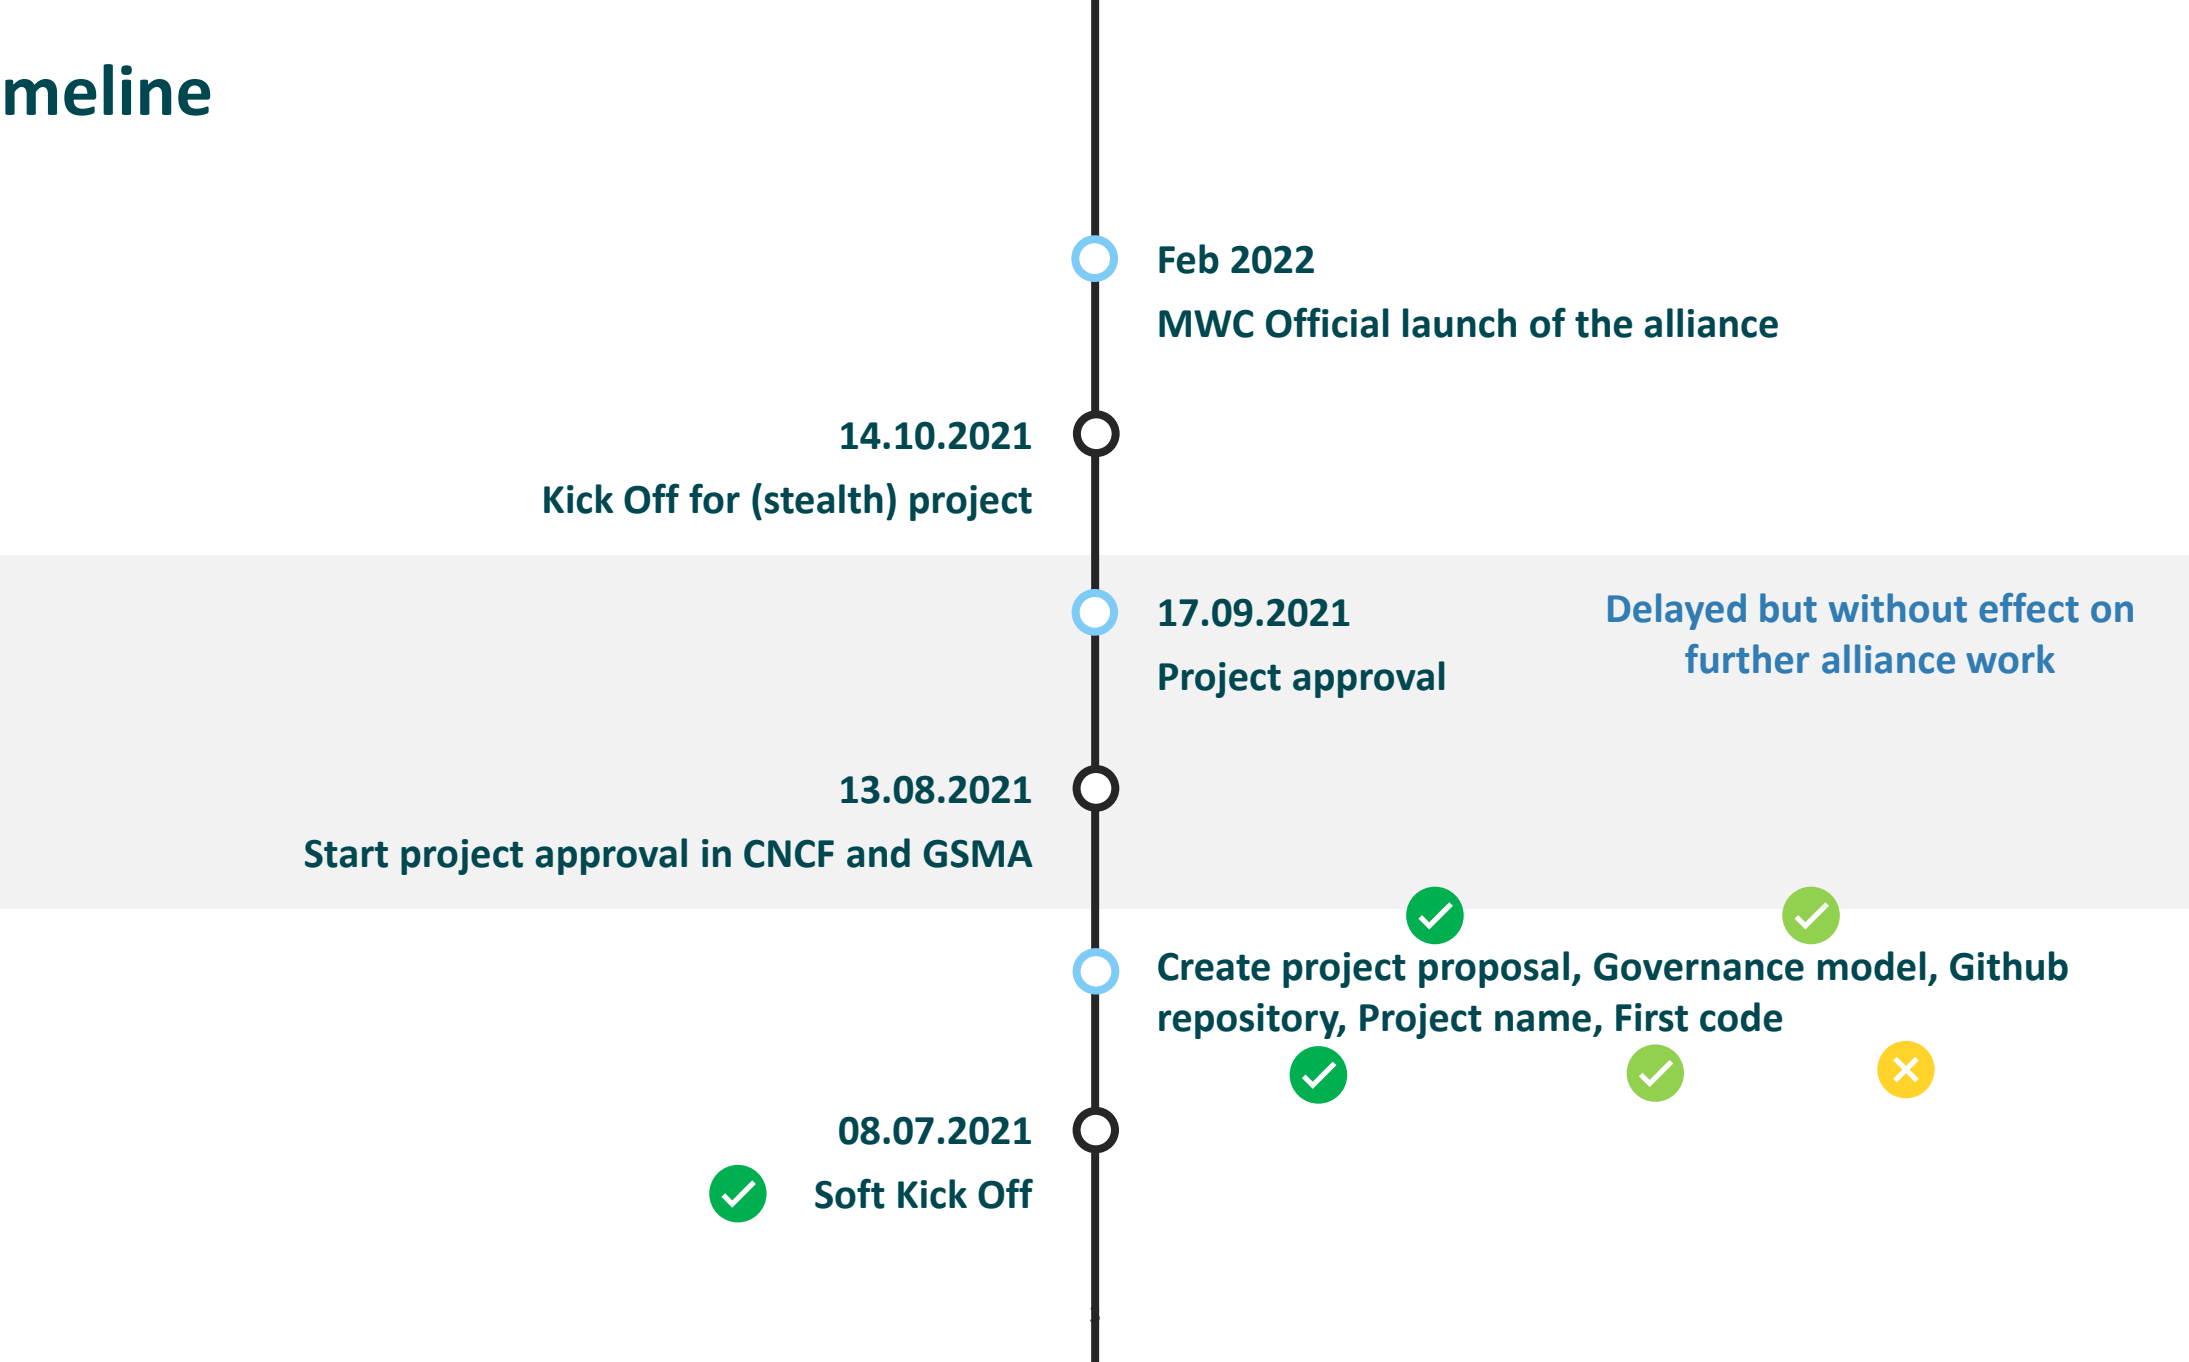 meline
Feb 2022
MWC Official launch of the alliance
14.10.2021
Kick Off for (stealth) project
17.09.2021
Project approval
Delayed but without effect on
further alliance work
13.08.2021
Start project approval in CNCF and GSMA
Create project proposal, Governance model, Github
repository, Project name, First code
08.07.2021
Soft Kick Off